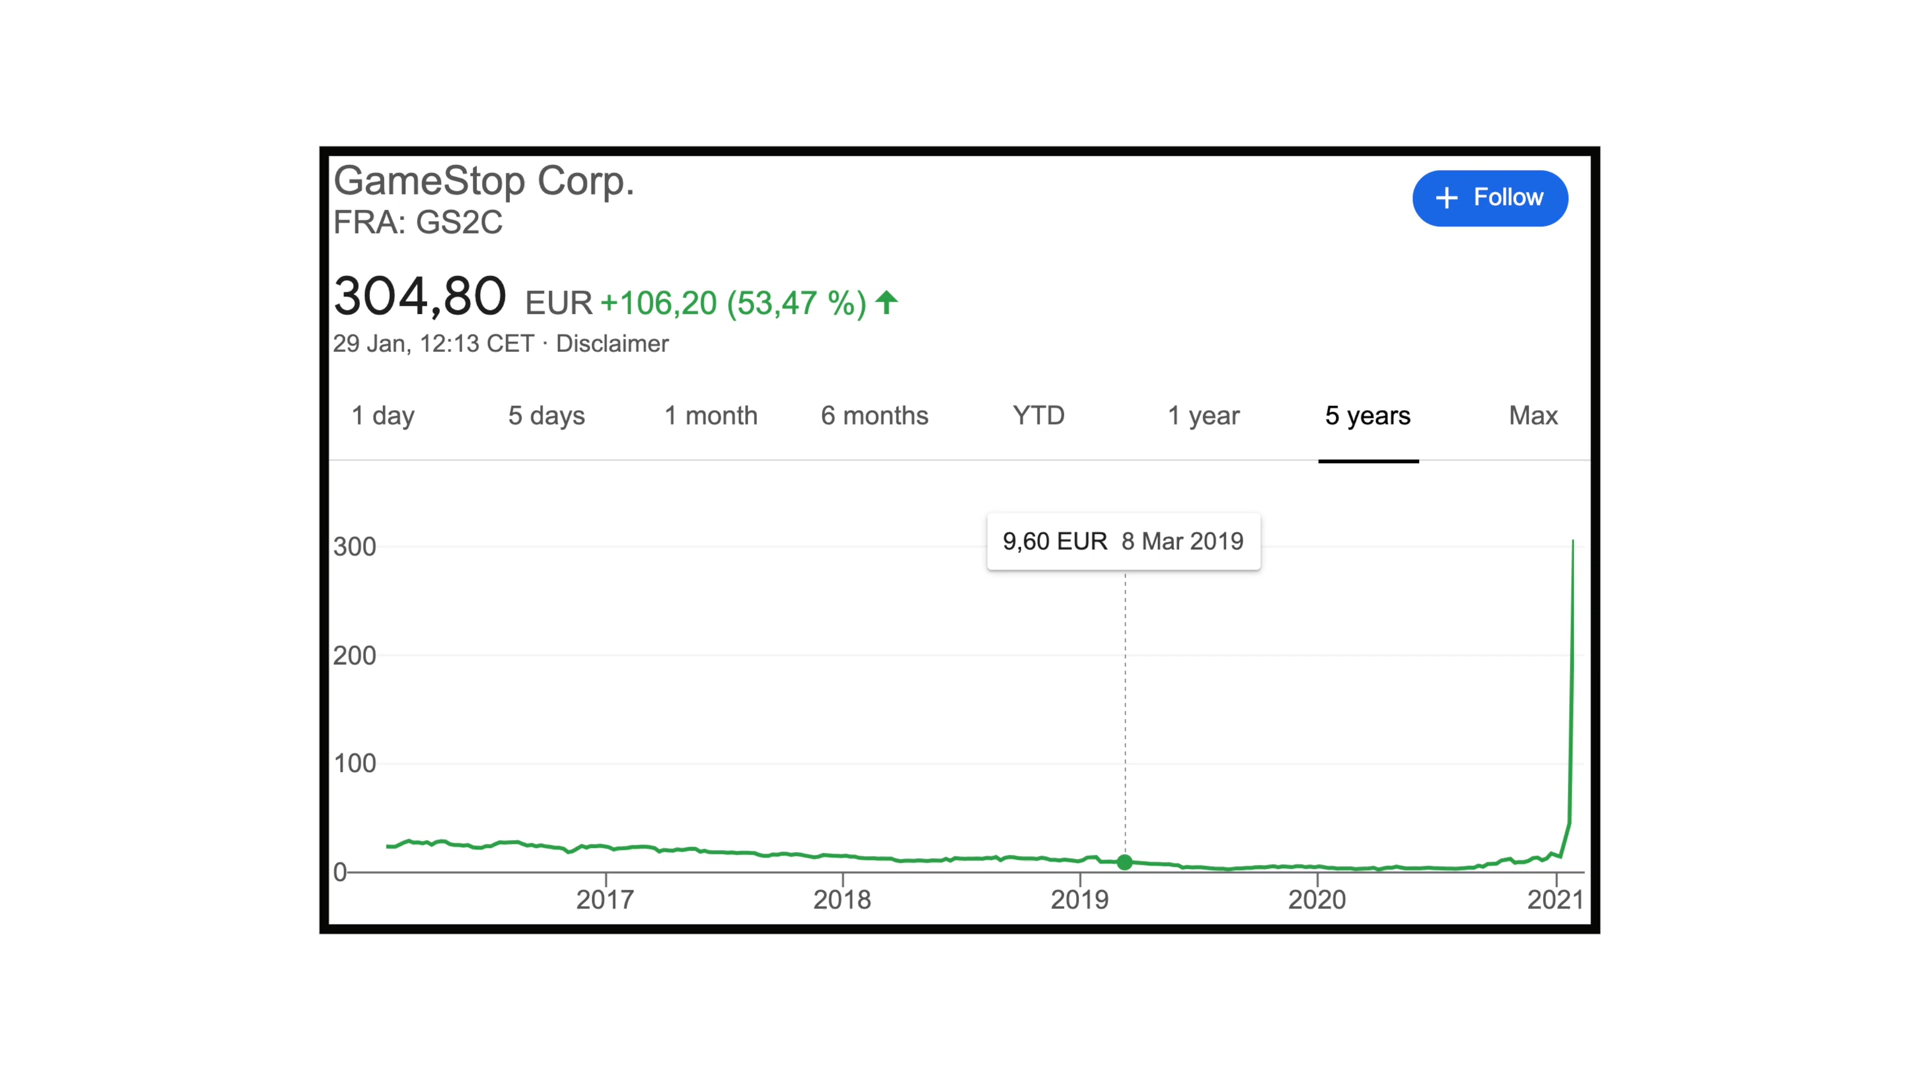 GameStop Corp.
FRA: GS2C
+ Follow
304,80 EUR +106,20 (53,47 %)
29 Jan, 12:13 CET · Disclaimer
1 day 5 days 1 month 6 months YTD 1 year 5 years Max
9,60 EUR 8 Mar 2019
300
200
100
0
2017 2018 2019 2020 2021